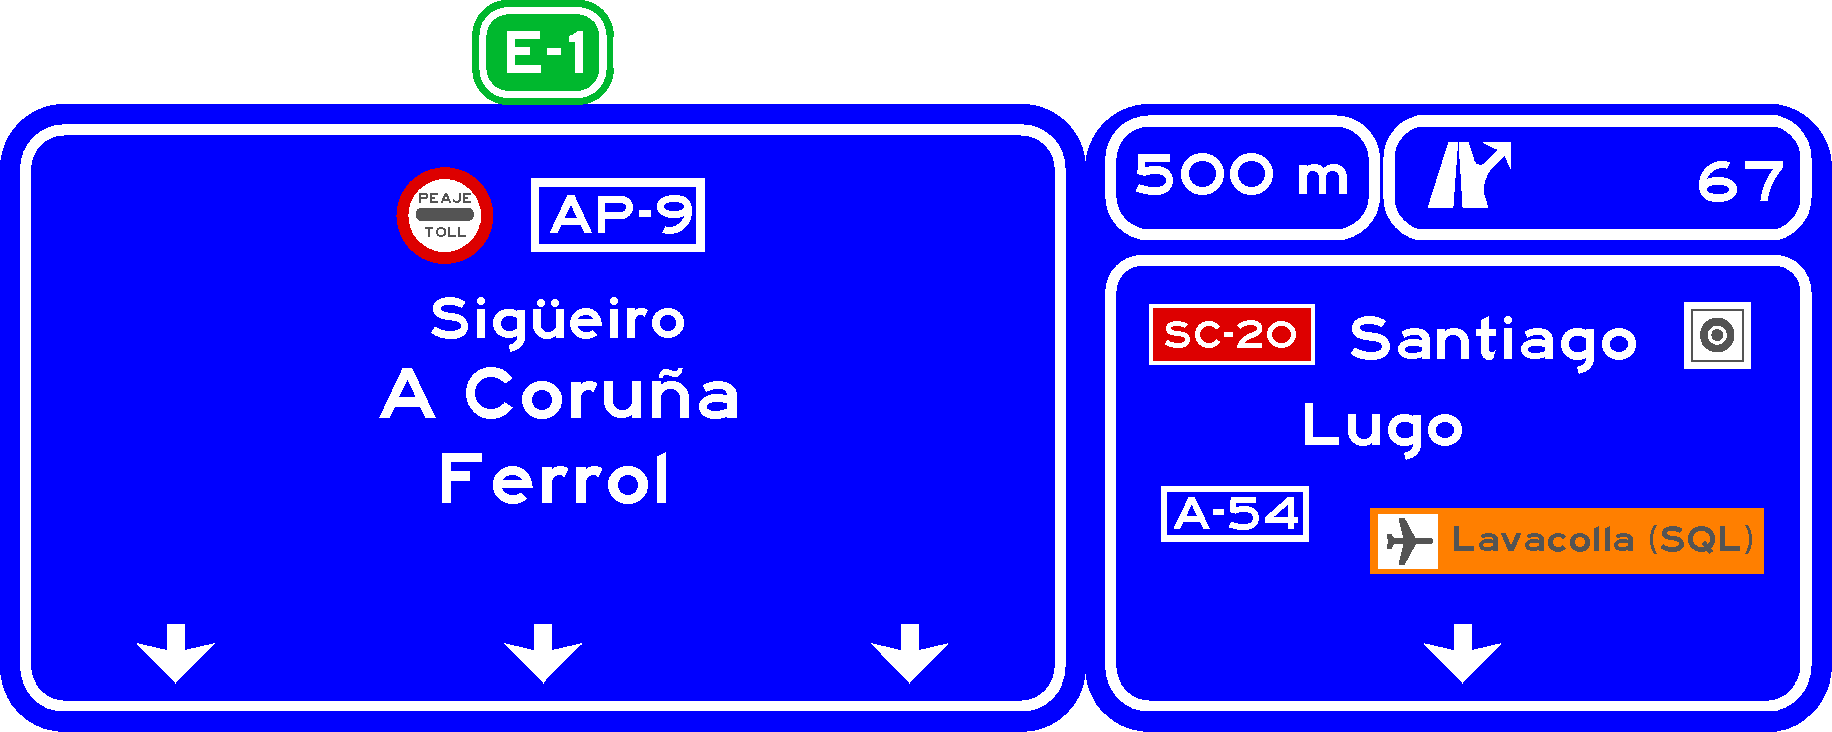 E-1
PEAJE
TOLL
AP-9
Sigüeiro
A Coruña
Ferrol
500 m
67
SC-20 Santiago
Lugo
A-54
Lavacolla (SQL)